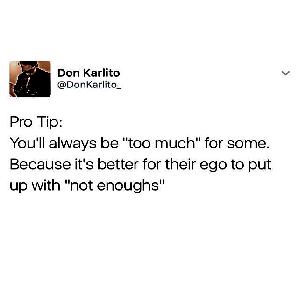 Don Karlito
@DonKarlito_
Pro Tip:
You'll always be "too much" for some.
Because it's better for their ego to put
up with "not enoughs"